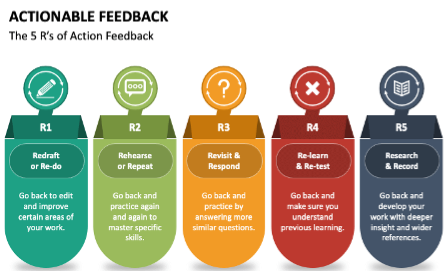 ACTIONABLE FEEDBACK
The 5 R's of Action Feedback
R1
Redraft
or Re-do
Go back to edit
and improve
certain areas of
your work.
R2
Rehearse
or Repeat
Go back and
practice again
and again to
master specific
skills.
R3
Revisit &
Respond
Go back and
practice by
answering more
similar questions.
R4
Re-learn
& Re-test
Go back and
make sure you
understand
previous learning.
R5
Research
& Record
Go back and
develop your
work with deeper
insight and wider
references.